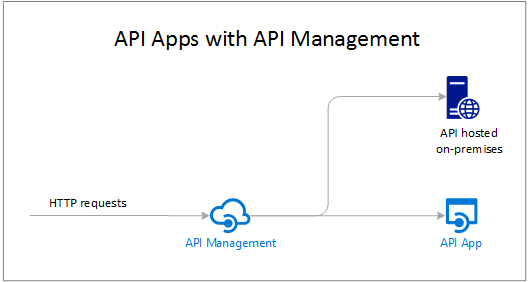 API Apps with API Management
API hosted
on-premises
HTTP requests
API Management
API App